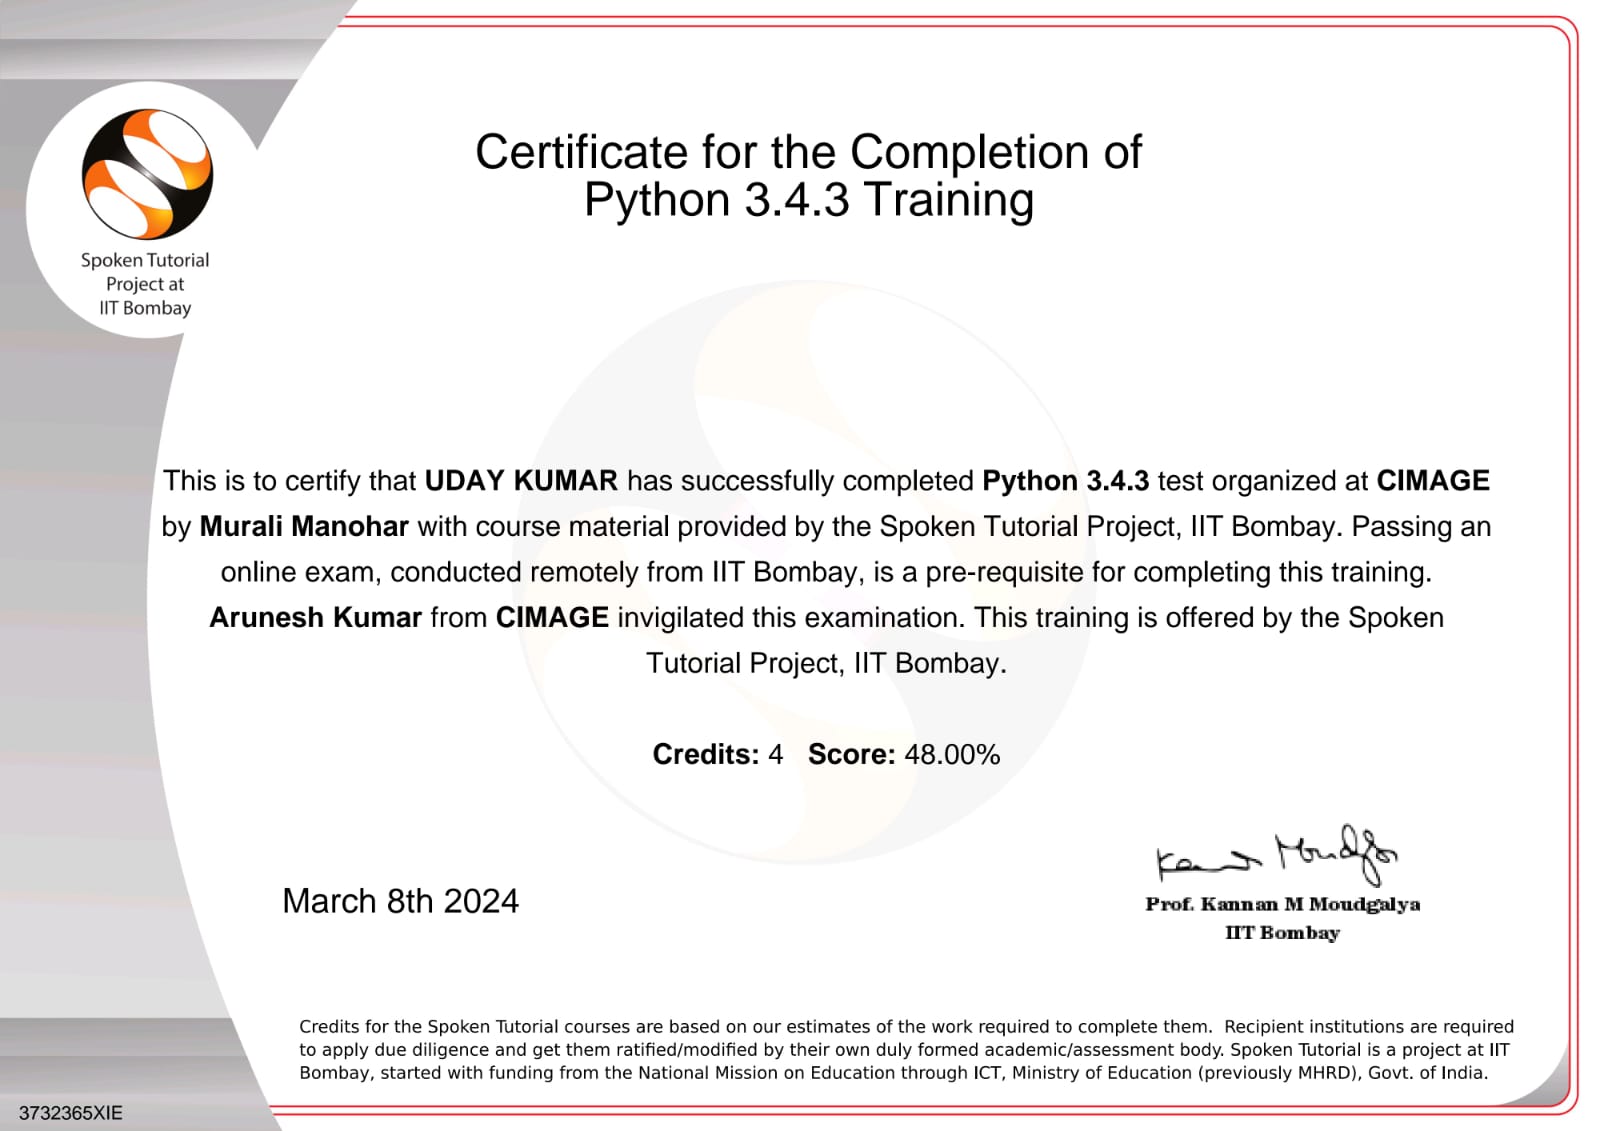 Certificate for the Completion of
Python 3.4.3 Training
Spoken Tutorial
Project at
IIT Bombay
This is to certify that UDAY KUMAR has successfully completed Python 3.4.3 test organized at CIMAGE
by Murali Manohar with course material provided by the Spoken Tutorial Project, IIT Bombay. Passing an
online exam, conducted remotely from IIT Bombay, is a pre-requisite for completing this training.
Arunesh Kumar from CIMAGE invigilated this examination. This training is offered by the Spoken
Tutorial Project, IIT Bombay.
Credits: 4 Score: 48.00%
March 8th 2024
Prof. Kannan M Moudgalya
IIT Bombay
Credits for the Spoken Tutorial courses are based on our estimates of the work required to complete them. Recipient institutions are required
to apply due diligence and get them ratified/modified by their own duly formed academic/assessment body. Spoken Tutorial is a project at IIT
Bombay, started with funding from the National Mission on Education through ICT, Ministry of Education (previously MHRD), Govt. of India.
3732365XIE